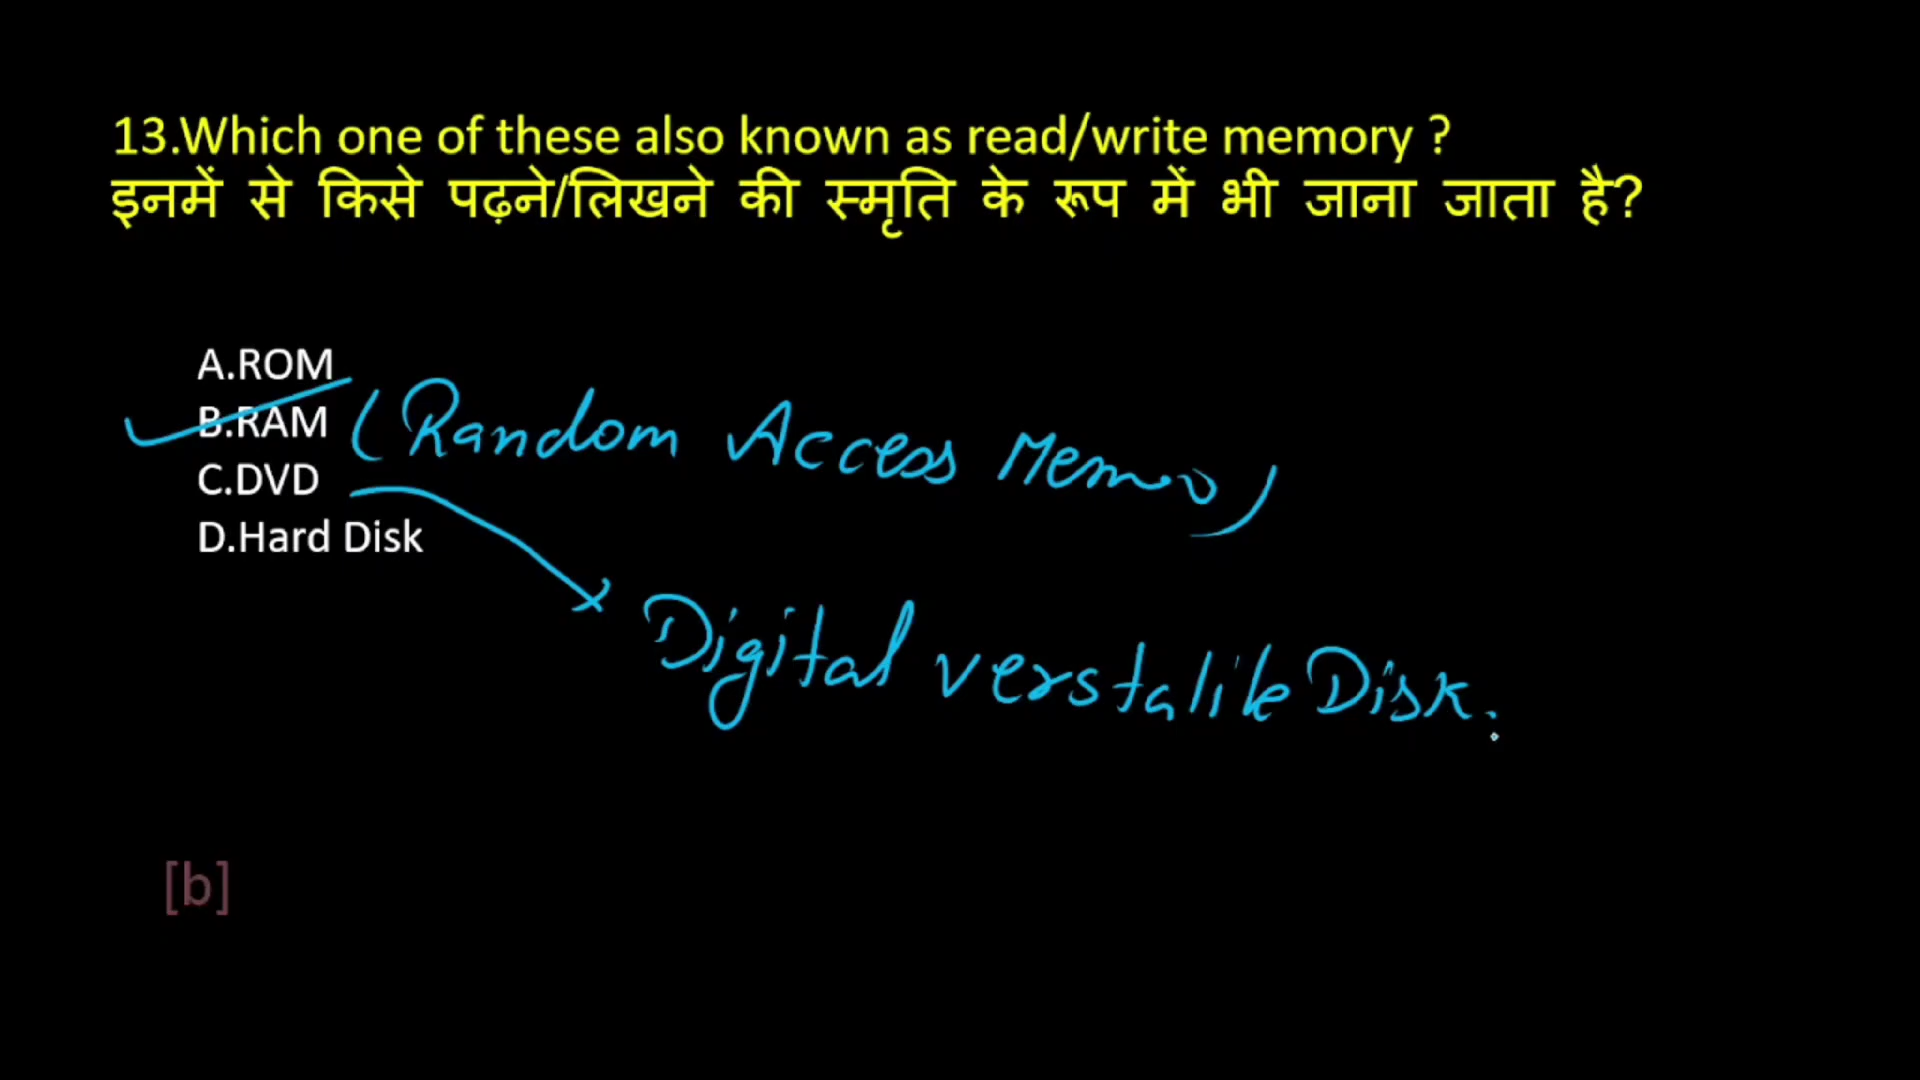 13.Which one of these also known as read/write memory ?
इनमें से किसे पढ़ने/लिखने की स्मृति के रूप में भी जाना जाता है?
A.ROM
B.RAM (Random Access Memory)
C.DVD
D.Hard Disk
Digital verstalile Disk.
[b]